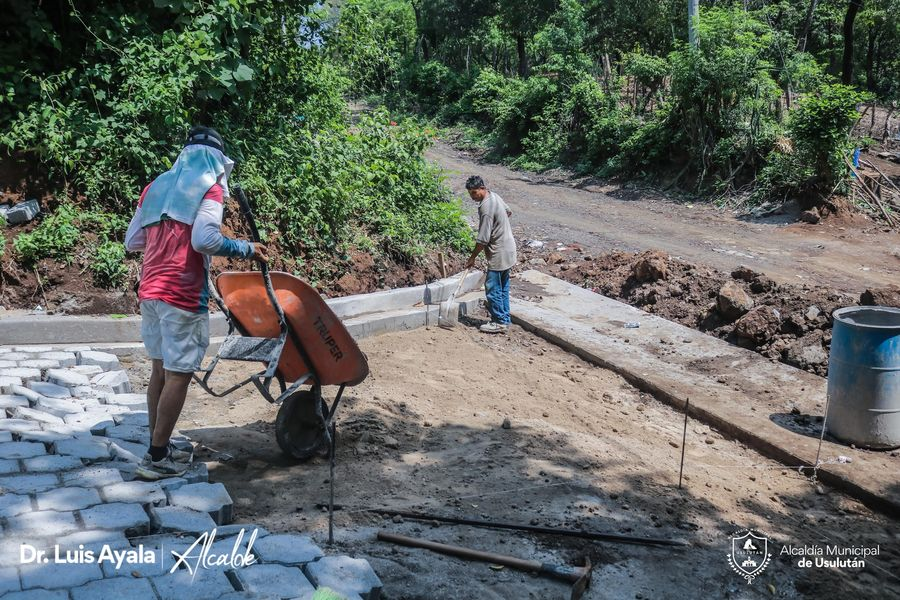 TRUPER
Dr. Luis Ayala Alcalde
Alcaldía Municipal
de Usulután